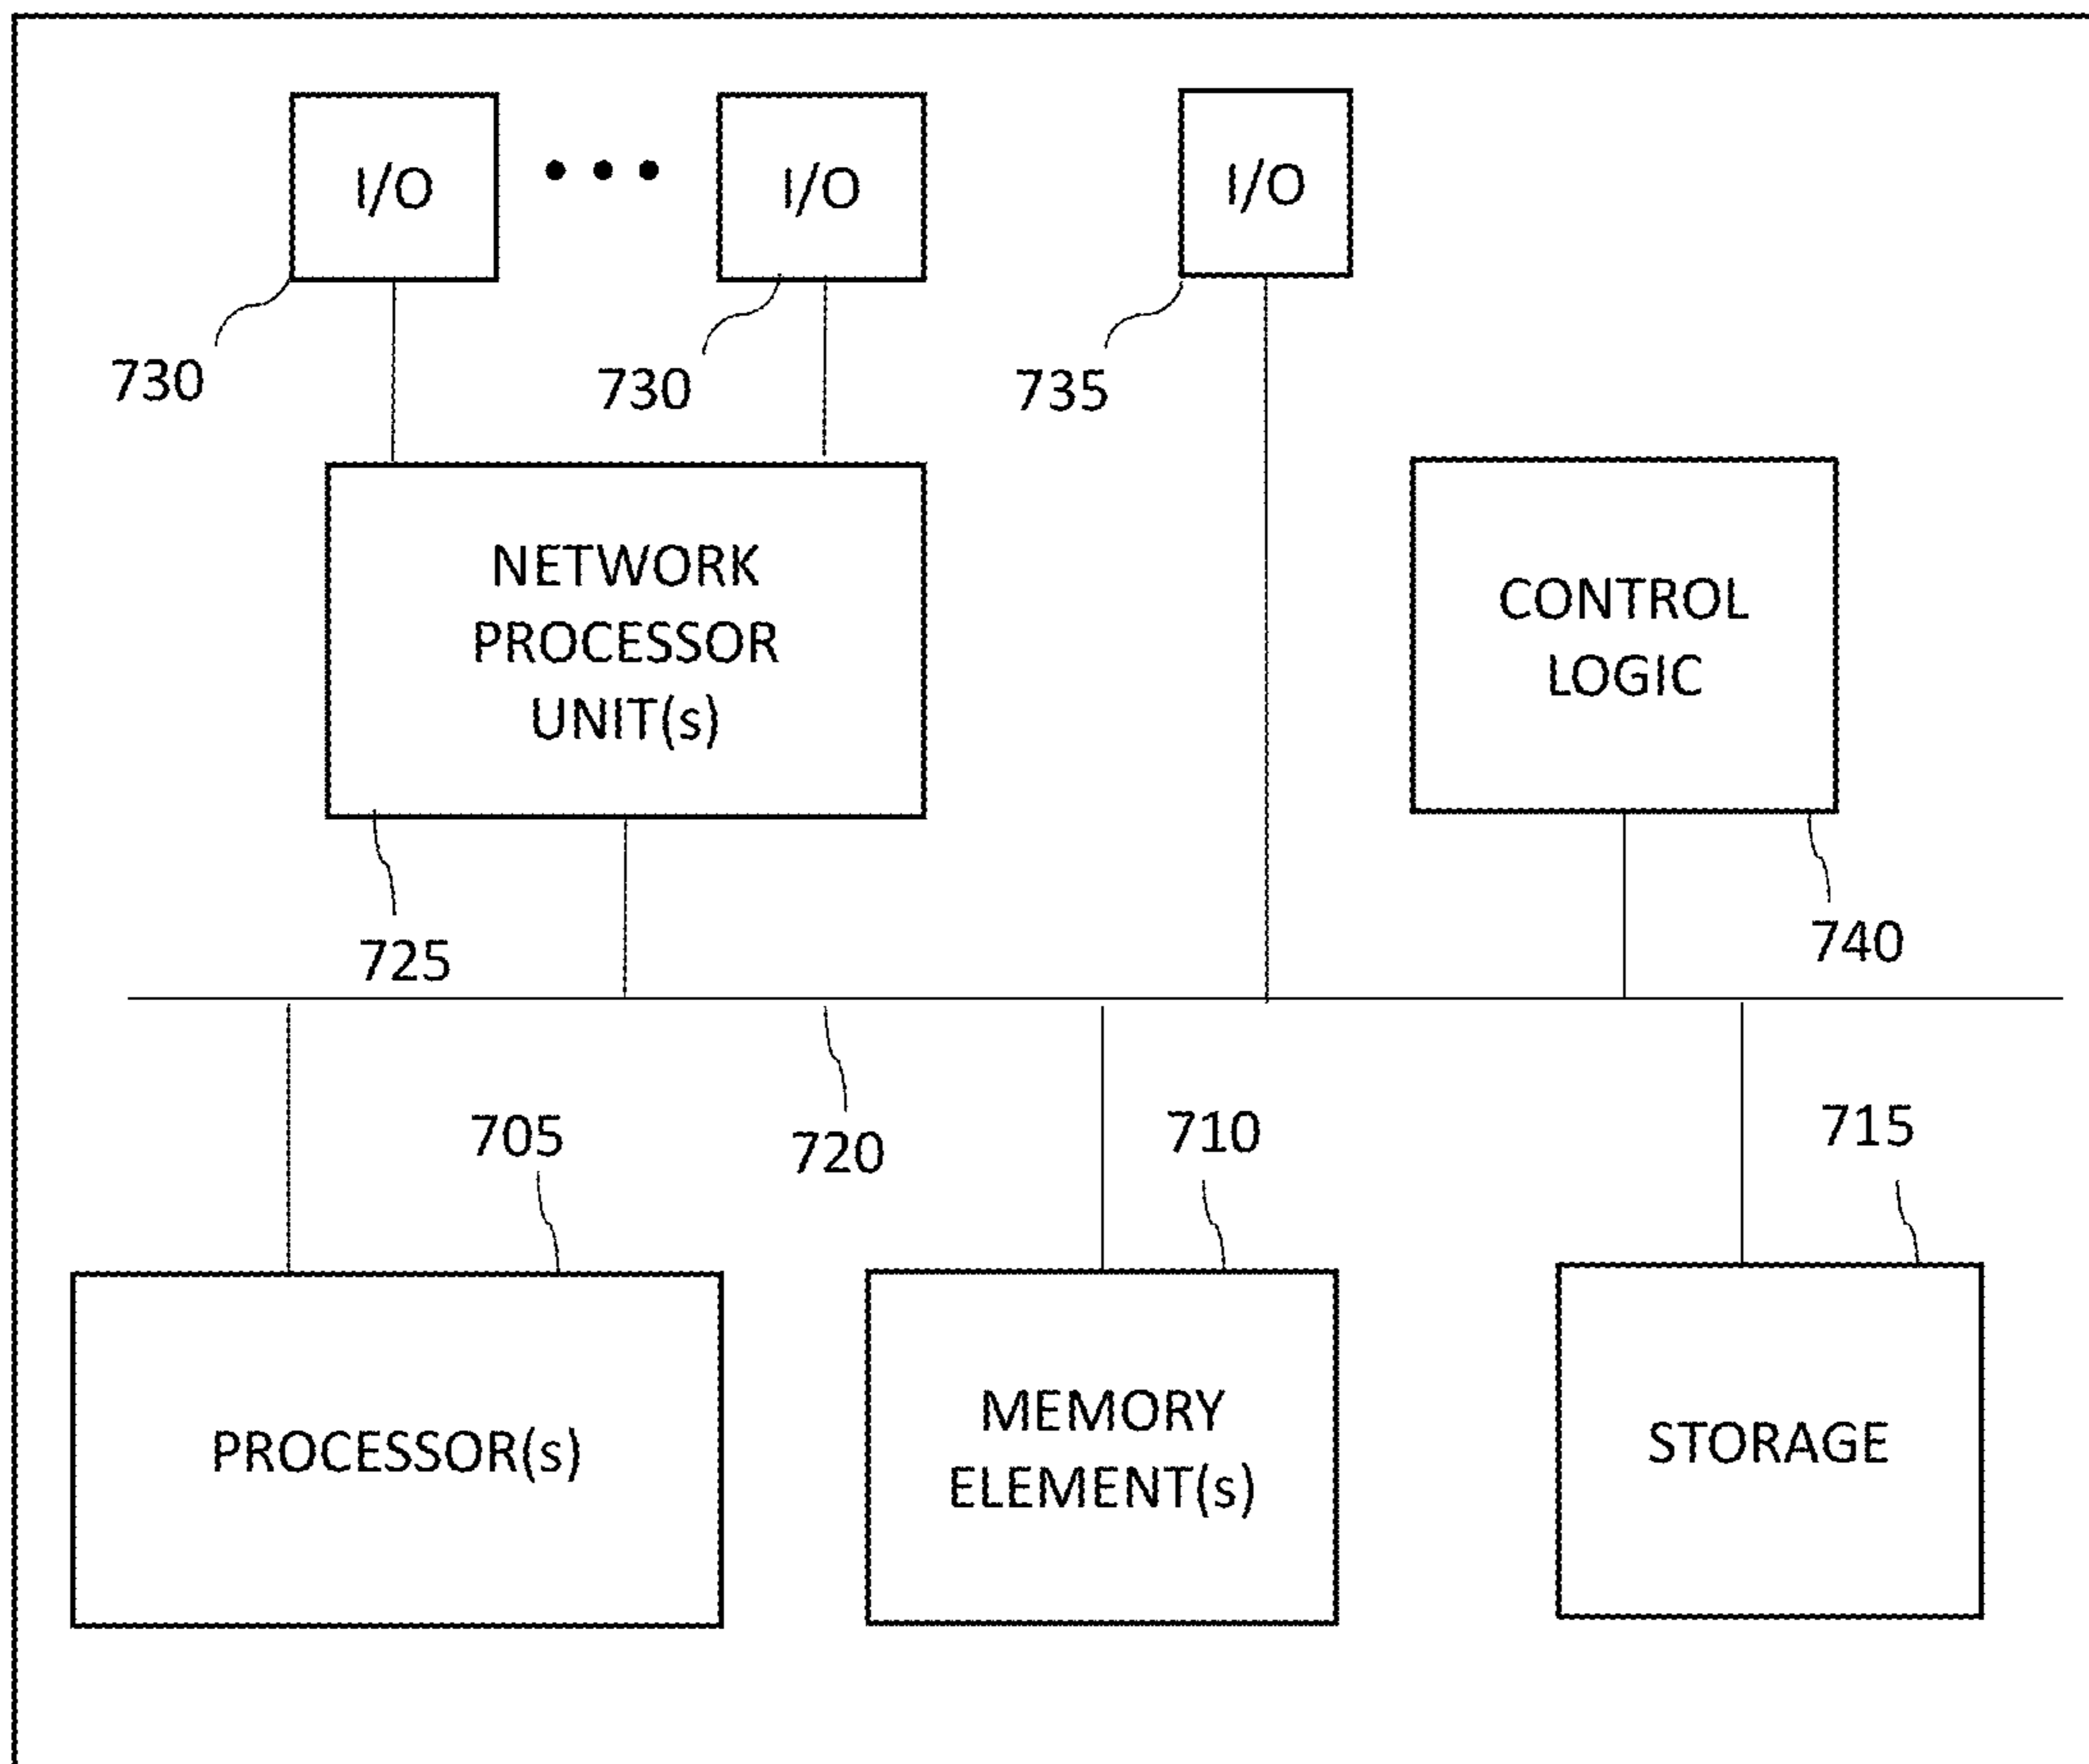 I/O
I/O
I/O
730
730
735
NETWORK
PROCESSOR
UNIT(s)
CONTROL
LOGIC
725
740
705
720
710
715
PROCESSOR(s)
MEMORY
ELEMENT(s)
STORAGE